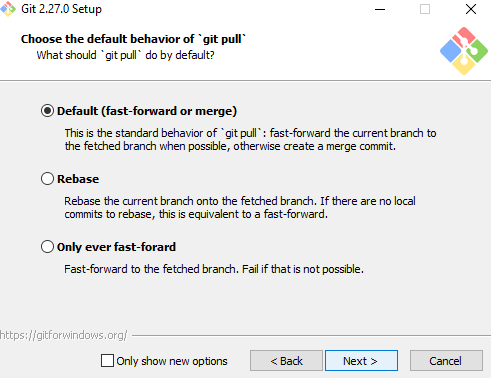 Git 2.27.0 Setup
Choose the default behavior of `git pull`
What should `git pull` do by default?
Default (fast-forward or merge)
This is the standard behavior of `git pull`: fast-forward the current branch to
the fetched branch when possible, otherwise create a merge commit.
Rebase
Rebase the current branch onto the fetched branch. If there are no local
commits to rebase, this is equivalent to a fast-forward.
Only ever fast-forard
Fast-forward to the fetched branch. Fail if that is not possible.
https://gitforwindows.org/
Only show new options
< Back
Next >
Cancel